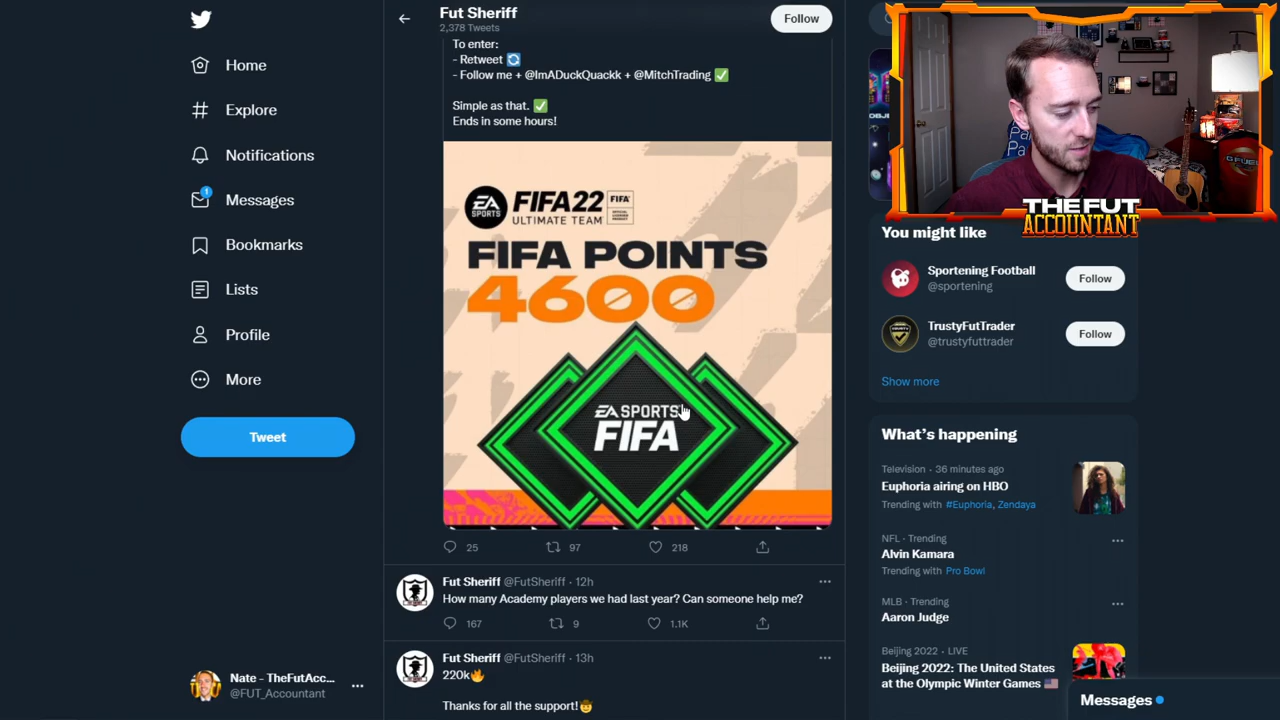 Home
Explore
Notifications
1
Messages
Bookmarks
Lists
Profile
More
Tweet
Nate - TheFutAcc...
@FUT_Accountant
Fut Sheriff
2,378 Tweets
Follow
To enter:
- Retweet 🔄
- Follow me + @ImADuckQuackk + @MitchTrading ✅
Simple as that. ✅
Ends in some hours!
EA SPORTS FIFA22 FIFA
ULTIMATE TEAM
FIFA POINTS
4600
EA SPORTS
FIFA
25 97 218
Fut Sheriff @FutSheriff · 12h
How many Academy players we had last year? Can someone help me?
167 9 1.1K
Fut Sheriff @FutSheriff · 13h
220k🔥
Thanks for all the support!🤠
THE FUT
ACCOUNTANT
You might like
Sportening Football
@sportening
Follow
TrustyFutTrader
@trustyfuttrader
Follow
Show more
What's happening
Television · 36 minutes ago
Euphoria airing on HBO
Trending with #Euphoria, Zendaya
NFL · Trending
Alvin Kamara
Trending with Pro Bowl
MLB · Trending
Aaron Judge
Beijing 2022 · LIVE
Beijing 2022: The United States
at the Olympic Winter Games 🇺🇸
Messages